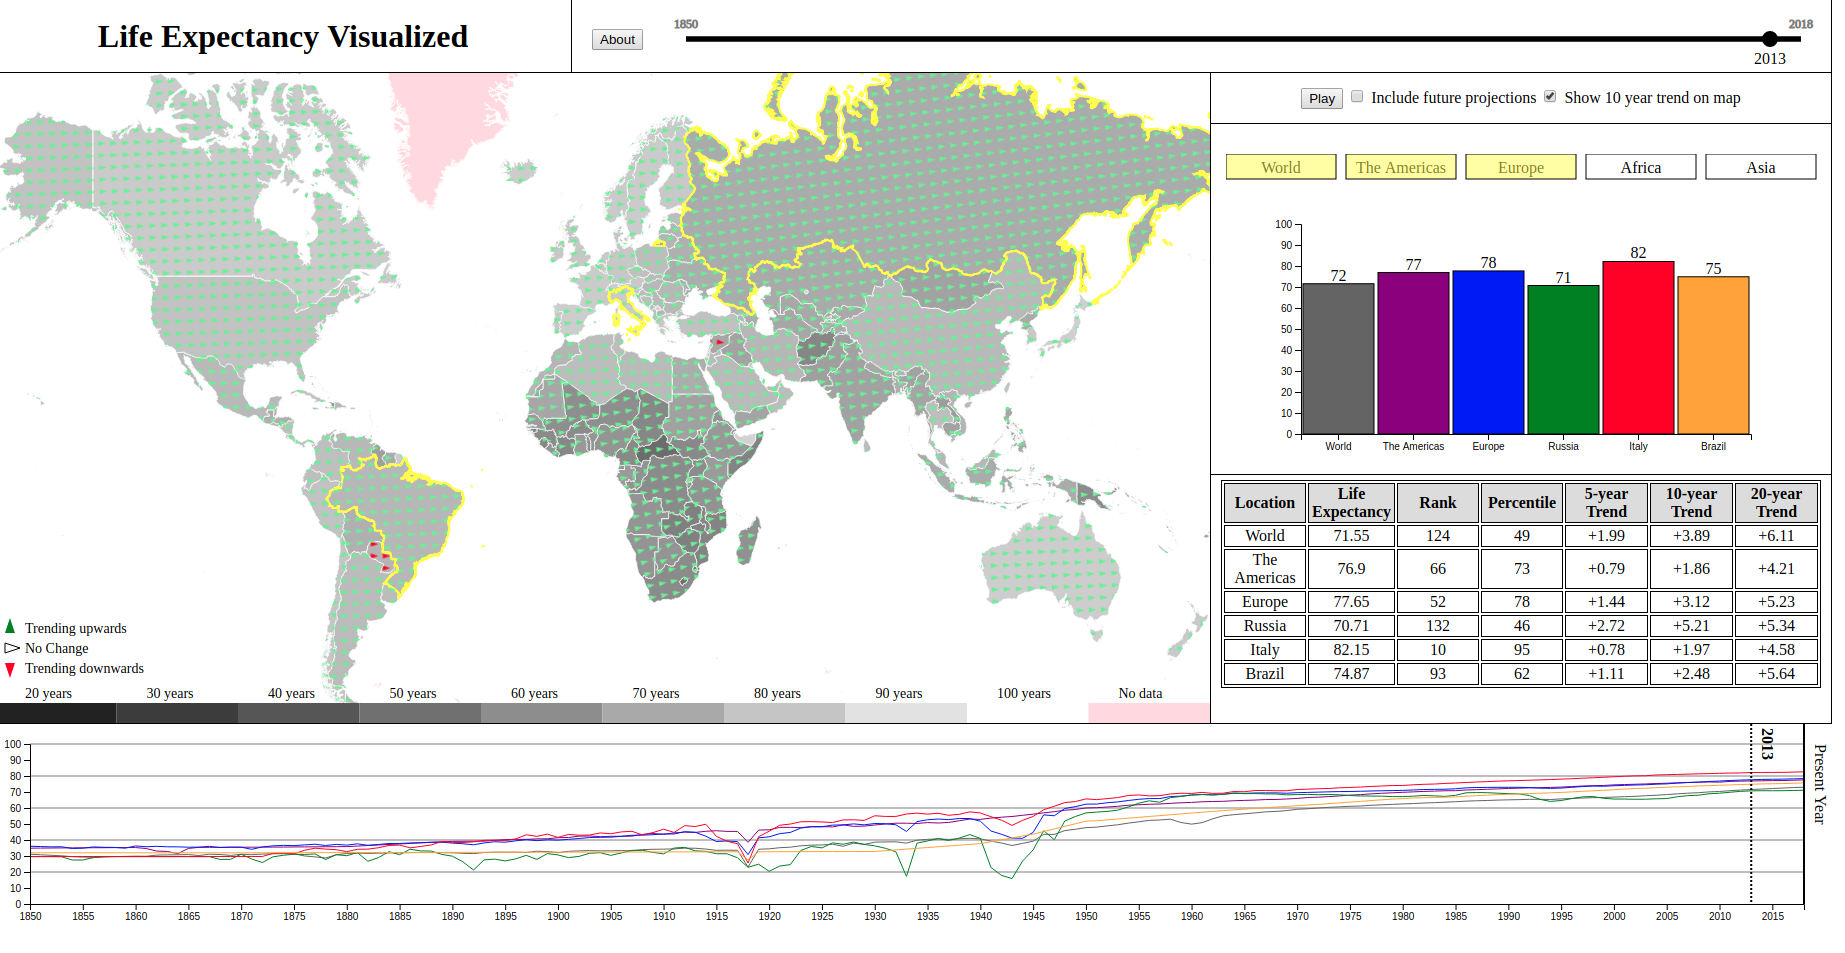 Life Expectancy Visualized
About
1850
2018
2013
Play
Include future projections
Show 10 year trend on map
World
The Americas
Europe
Africa
Asia
100
90
80
70
60
50
40
30
20
10
0
72
77
78
71
82
75
World
The Americas
Europe
Russia
Italy
Brazil
Location Life Expectancy Rank Percentile 5-year Trend 10-year Trend 20-year Trend
World 71.55 124 49 +1.99 +3.89 +6.11
The Americas 76.9 66 73 +0.79 +1.86 +4.21
Europe 77.65 52 78 +1.44 +3.12 +5.23
Russia 70.71 132 46 +2.72 +5.21 +5.34
Italy 82.15 10 95 +0.78 +1.97 +4.58
Brazil 74.87 93 62 +1.11 +2.48 +5.64
Trending upwards
No Change
Trending downwards
20 years 30 years 40 years 50 years 60 years 70 years 80 years 90 years 100 years No data
100
90
80
70
60
50
40
30
20
10
0
2013
Present Year
1850 1855 1860 1865 1870 1875 1880 1885 1890 1895 1900 1905 1910 1915 1920 1925 1930 1935 1940 1945 1950 1955 1960 1965 1970 1975 1980 1985 1990 1995 2000 2005 2010 2015